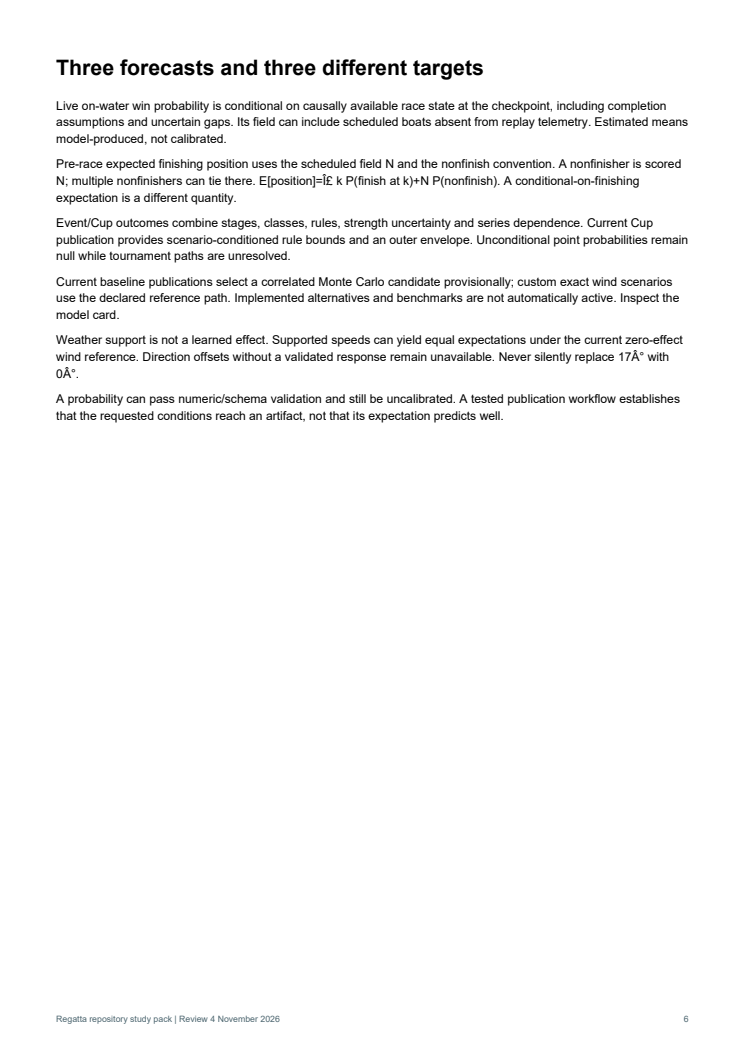 Three forecasts and three different targets
Live on-water win probability is conditional on causally available race state at the checkpoint, including completion
assumptions and uncertain gaps. Its field can include scheduled boats absent from replay telemetry. Estimated means
model-produced, not calibrated.
Pre-race expected finishing position uses the scheduled field N and the nonfinish convention. A nonfinisher is scored
N; multiple nonfinishers can tie there. E[position]=Î£ k P(finish at k)+N P(nonfinish). A conditional-on-finishing
expectation is a different quantity.
Event/Cup outcomes combine stages, classes, rules, strength uncertainty and series dependence. Current Cup
publication provides scenario-conditioned rule bounds and an outer envelope. Unconditional point probabilities remain
null while tournament paths are unresolved.
Current baseline publications select a correlated Monte Carlo candidate provisionally; custom exact wind scenarios
use the declared reference path. Implemented alternatives and benchmarks are not automatically active. Inspect the
model card.
Weather support is not a learned effect. Supported speeds can yield equal expectations under the current zero-effect
wind reference. Direction offsets without a validated response remain unavailable. Never silently replace 17Â° with
0Â°.
A probability can pass numeric/schema validation and still be uncalibrated. A tested publication workflow establishes
that the requested conditions reach an artifact, not that its expectation predicts well.
Regatta repository study pack | Review 4 November 2026
6